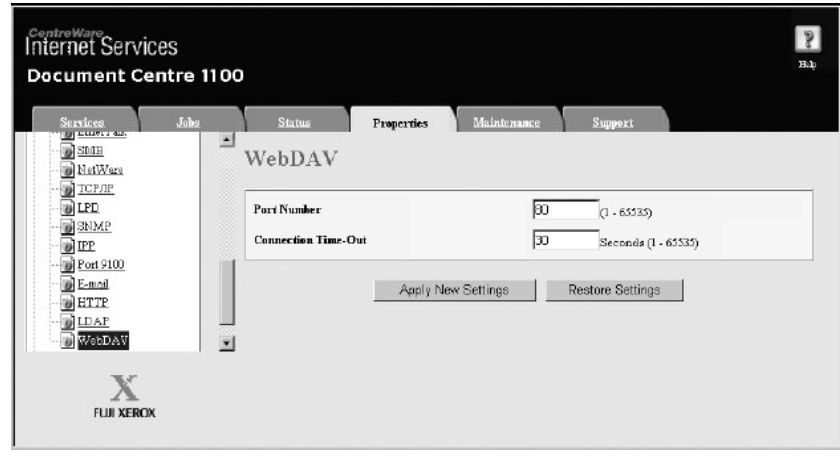 CentreWare
Internet Services
Document Centre 1100
Help
Services Jobs Status Properties Maintenance Support
EtherTalk
SMB
NetWare
TCP/IP
LPD
SNMP
IPP
Port 9100
E-mail
HTTP
LDAP
WebDAV
WebDAV
Port Number 80 (1 - 65535)
Connection Time-Out 30 Seconds (1 - 65535)
Apply New Settings Restore Settings
FUJI XEROX